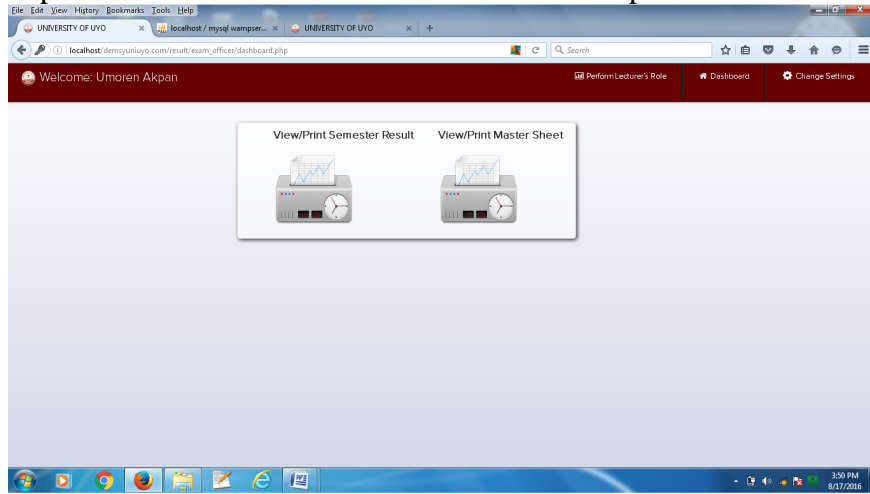 File Edit View History Bookmarks Tools Help
UNIVERSITY OF UYO × localhost / mysql wampser... × UNIVERSITY OF UYO × +
localhost/demsyuniuyo.com/result/exam_officer/dashboard.php Search
Welcome: Umoren Akpan Perform Lecturer's Role Dashboard Change Settings
View/Print Semester Result View/Print Master Sheet
3:50 PM
8/17/2016